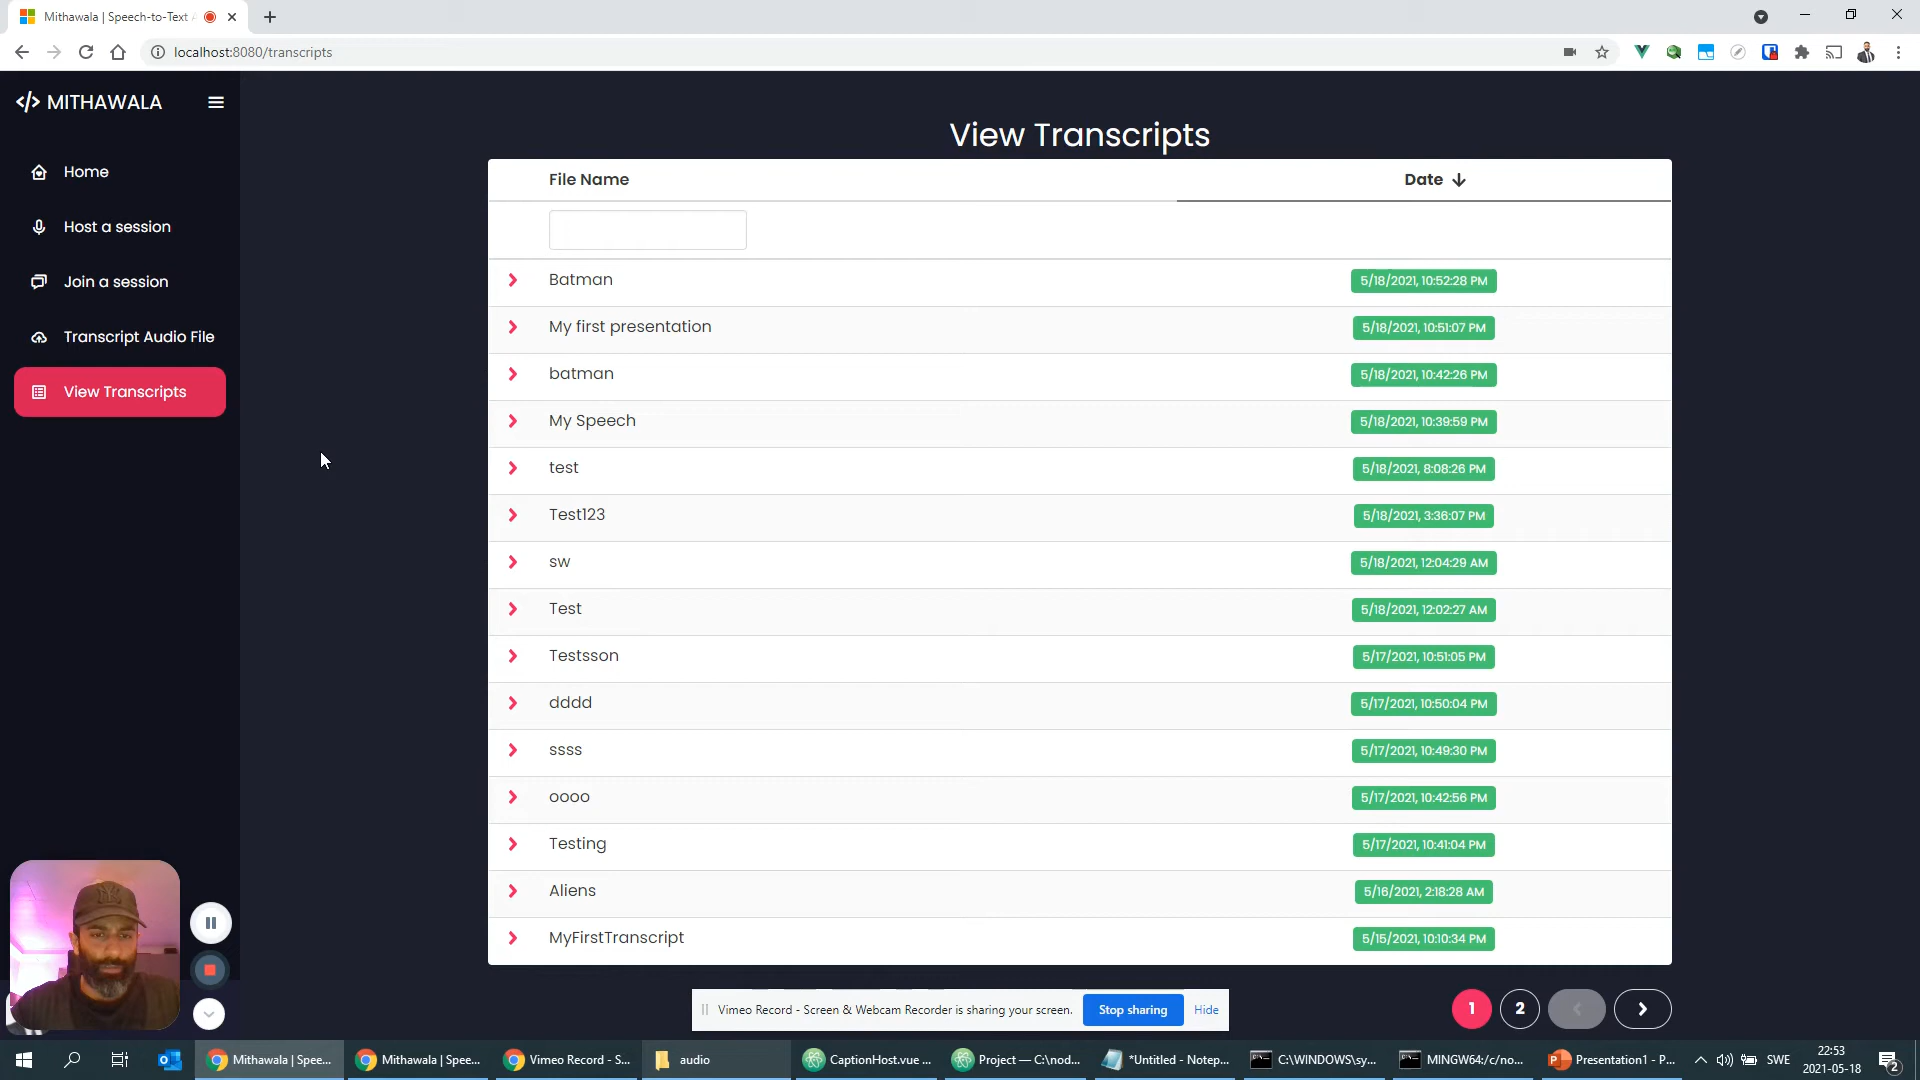 Mithawala | Speech-to-Text
localhost:8080/transcripts
</> MITHAWALA
Home
Host a session
Join a session
Transcript Audio File
View Transcripts
View Transcripts
File Name Date
Batman 5/18/2021, 10:52:28 PM
My first presentation 5/18/2021, 10:51:07 PM
batman 5/18/2021, 10:42:26 PM
My Speech 5/18/2021, 10:39:59 PM
test 5/18/2021, 8:08:26 PM
Test123 5/18/2021, 3:36:07 PM
sw 5/18/2021, 12:04:29 AM
Test 5/18/2021, 12:02:27 AM
Testsson 5/17/2021, 10:51:05 PM
dddd 5/17/2021, 10:50:04 PM
ssss 5/17/2021, 10:49:30 PM
oooo 5/17/2021, 10:42:56 PM
Testing 5/17/2021, 10:41:04 PM
Aliens 5/16/2021, 2:18:28 AM
MyFirstTranscript 5/15/2021, 10:10:34 PM
1 2
Vimeo Record - Screen & Webcam Recorder is sharing your screen. Stop sharing Hide
Mithawala | Spee... Mithawala | Spee... Vimeo Record - S... audio CaptionHost.vue ... Project — C:\nod... *Untitled - Notep... C:\WINDOWS\sy... MINGW64:/c/no... Presentation1 - P... SWE 22:53
2021-05-18 2